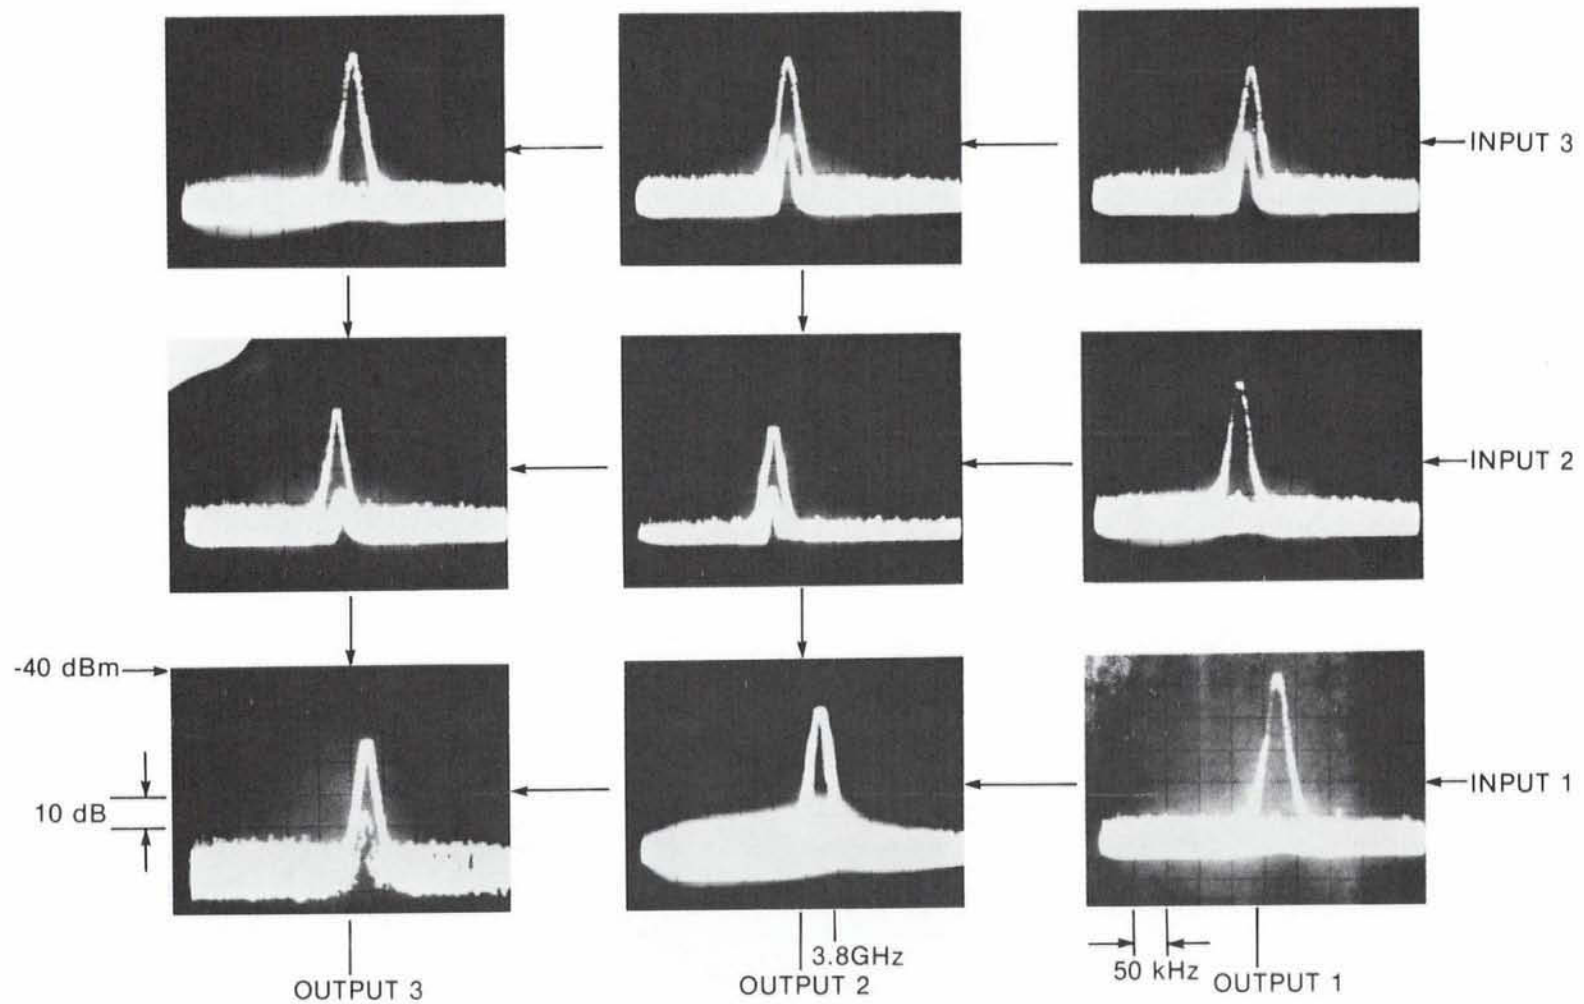 INPUT 3
INPUT 2
-40 dBm
10 dB
INPUT 1
3.8GHz
50 kHz
OUTPUT 3
OUTPUT 2
OUTPUT 1